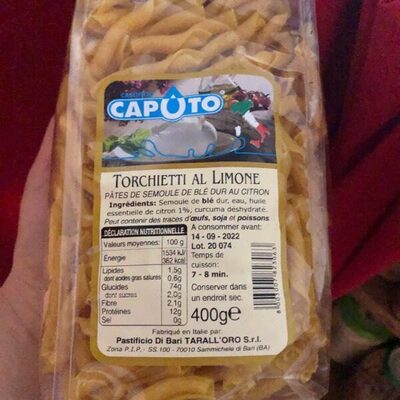 CAPUTO
TORCHIETTI AL LIMONE
PÂTES DE SEMOULE DE BLÉ DUR AU CITRON
Ingrédients: Semoule de blé dur, eau, huile
essentielle de citron 1%, curcuma déshydraté.
Peut contenir des traces d'œufs, soja et poissons
DÉCLARATION NUTRITIONNELLE
Valeurs moyennes: 100 g
Énergie 1534 kJ/
362 kcal
Lipides 1,5g
dont acides gras saturés 0,6g
Glucides 74g
dont sucres 2,0g
Fibre 2,1g
Protéines 12g
Sel 0g
A consommer avant:
14 - 09 - 2022
Lot. 20 074
Temps de
cuisson:
7 - 8 min.
Conserver dans
un endroit sec.
400g e
Fabriqué en Italie par:
Pastificio Di Bari TARALL'ORO S.r.l.
Zona P.I.P. - SS.100 - 70010 Sammichele di Bari (BA)